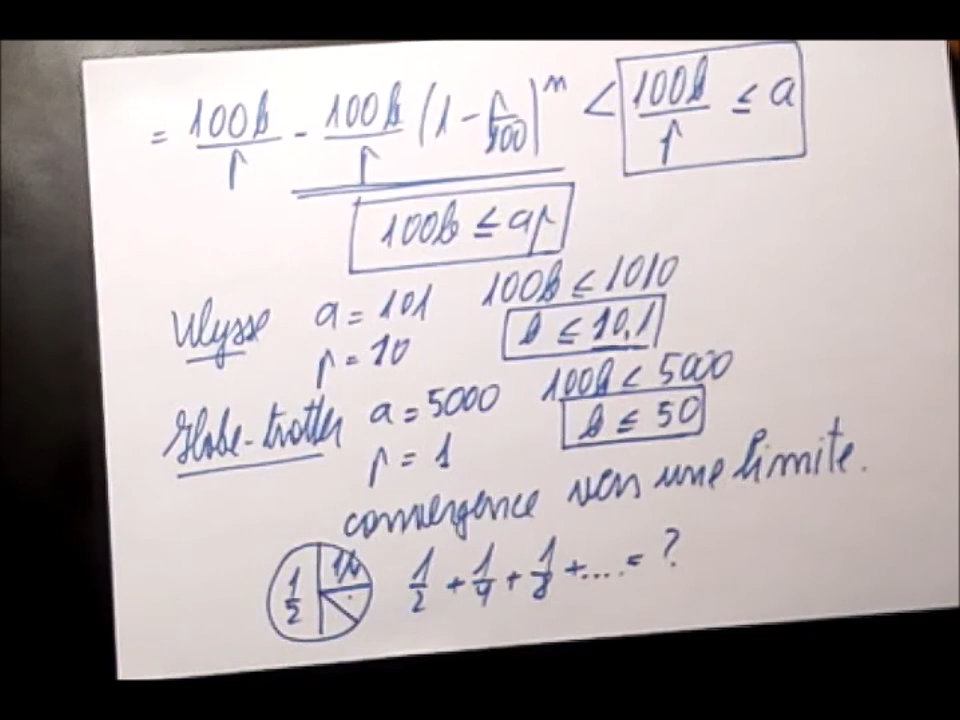 = 100b/r - 100b/r (1 - r/100)^n < 100b/r ≤ a
100b ≤ ar
Ulysse a = 101 100b ≤ 1010
r = 10 b ≤ 10,1
Globe-trotter a = 5000 100b < 5000
r = 1 b ≤ 50
convergence vers une limite.
1/2 1/4 1/2 + 1/4 + 1/8 + .... = ?